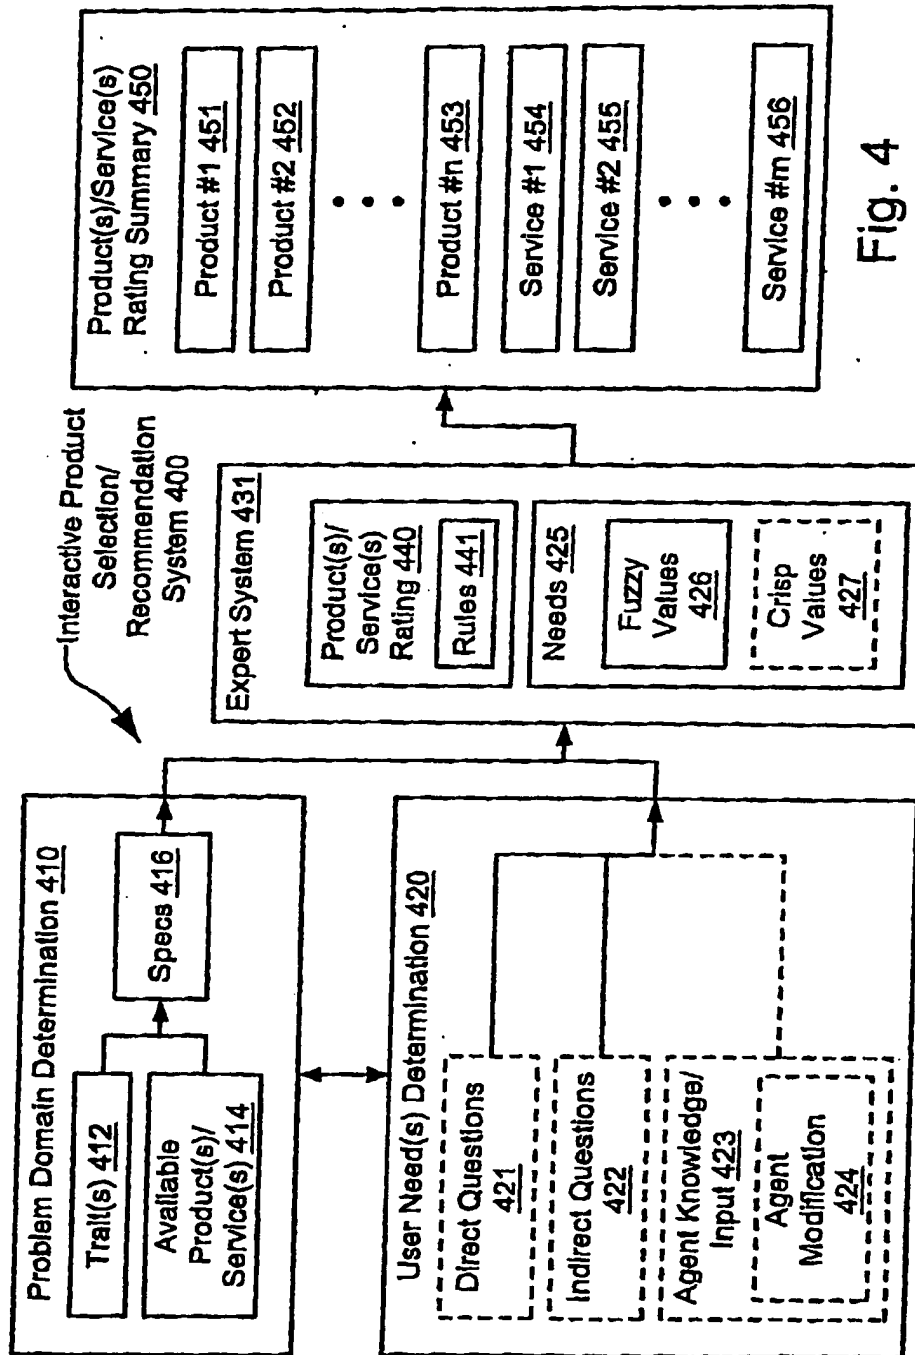 Interactive Product
Selection/
Recommendation
System 400
Problem Domain Determination 410
Trait(s) 412
Available
Product(s)/
Service(s) 414
Specs 416
User Need(s) Determination 420
Direct Questions
421
Indirect Questions
422
Agent Knowledge/
Input 423
Agent
Modification
424
Expert System 431
Product(s)/
Service(s)
Rating 440
Rules 441
Needs 425
Fuzzy
Values
426
Crisp
Values
427
Product(s)/Service(s)
Rating Summary 450
Product #1 451
Product #2 452
Product #n 453
Service #1 454
Service #2 455
Service #m 456
Fig. 4